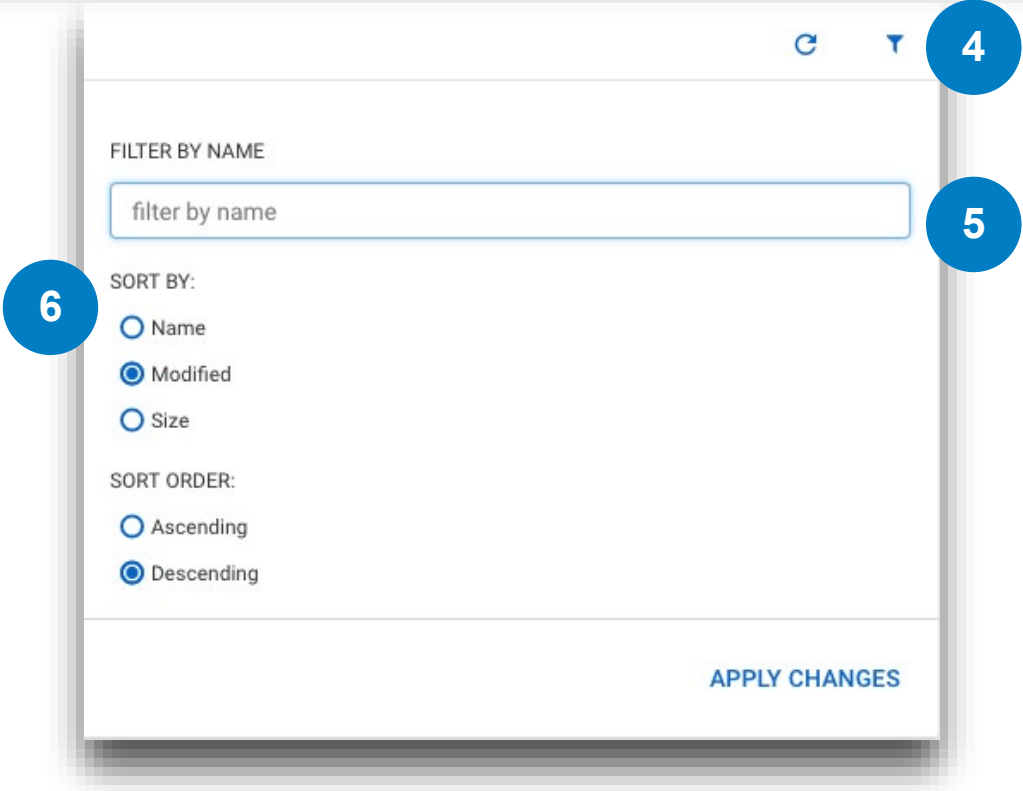 4
FILTER BY NAME
filter by name
5
SORT BY:
6
Name
Modified
Size
SORT ORDER:
Ascending
Descending
APPLY CHANGES